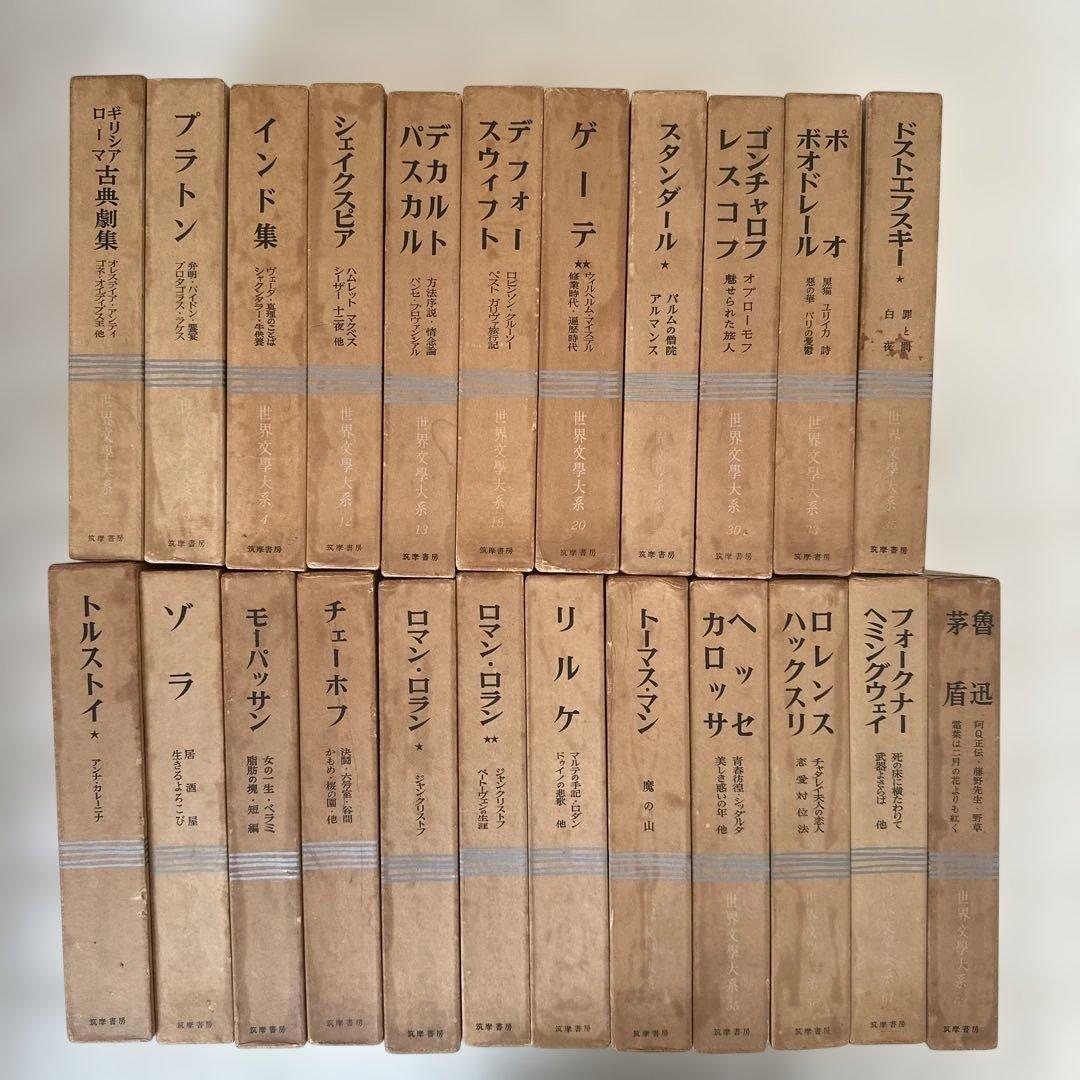 ギリシア
ローマ古典劇集
オレステイア・アンティ
ゴネ・オイディプス王 他
世界文學大系
2
筑摩書房
プラトン
弁明・パイドン・饗宴
プロタゴラス・ラケス
3
筑摩書房
インド集
ヴェーダ・真理のことば
シャクンタラー・牛供養
世界文學大系
4
筑摩書房
シェイクスピア
ハムレット マクベス
シーザー 十二夜 他
世界文學大系
12
筑摩書房
デカルト
パスカル
方法序説・情念論
パンセ・プロヴァンシアル
世界文學大系
13
筑摩書房
デフォー
スウィフト
ロビンソン・クルーソー
ペスト ガリヴァ旅行記
世界文學大系
15
筑摩書房
ゲーテ
★★
ウィルヘルム・マイステル
修業時代・遍歴時代
世界文學大系
20
筑摩書房
スタンダール
★
パルムの僧院
アルマンス
筑摩書房
ゴンチャロフ
レスコフ
オブローモフ
魅せられた旅人
世界文學大系
30
筑摩書房
ポオ
ボオドレール
黒猫 ユリイカ 詩
惡の華 パリの憂鬱
世界文學大系
筑摩書房
ドストエフスキー
★
罪と罰
白夜
世界文學大系
筑摩書房
トルストイ
★
アンナ・カレーニナ
筑摩書房
ゾラ
居酒屋
生きるよろこび
筑摩書房
モーパッサン
女の一生・ベラミ
脂肪の塊・短編
筑摩書房
チェーホフ
決闘・六号室・谷間
かもめ・桜の園・他
筑摩書房
ロマン・ロラン
★
ジャン・クリストフ
筑摩書房
ロマン・ロラン
★★
ジャン・クリストフ
ベートーヴェンの生涯
筑摩書房
リルケ
マルテの手記・ロダン
ドゥイノの悲歌 他
筑摩書房
トーマス・マン
魔の山
筑摩書房
ヘッセ
カロッサ
青春彷徨・シッダルタ
美しき惑いの年 他
世界文學大系
筑摩書房
ロレンス
ハックスリ
チャタレイ夫人の恋人
恋愛対位法
世界文學大系
筑摩書房
フォークナー
ヘミングウェイ
死の床に横たわりて
武器よさらば 他
文學大系
61
筑摩書房
魯迅
茅盾
阿Q正伝・藤野先生・野草
霜葉は二月の花よりも紅く
世界文學大系
62
筑摩書房